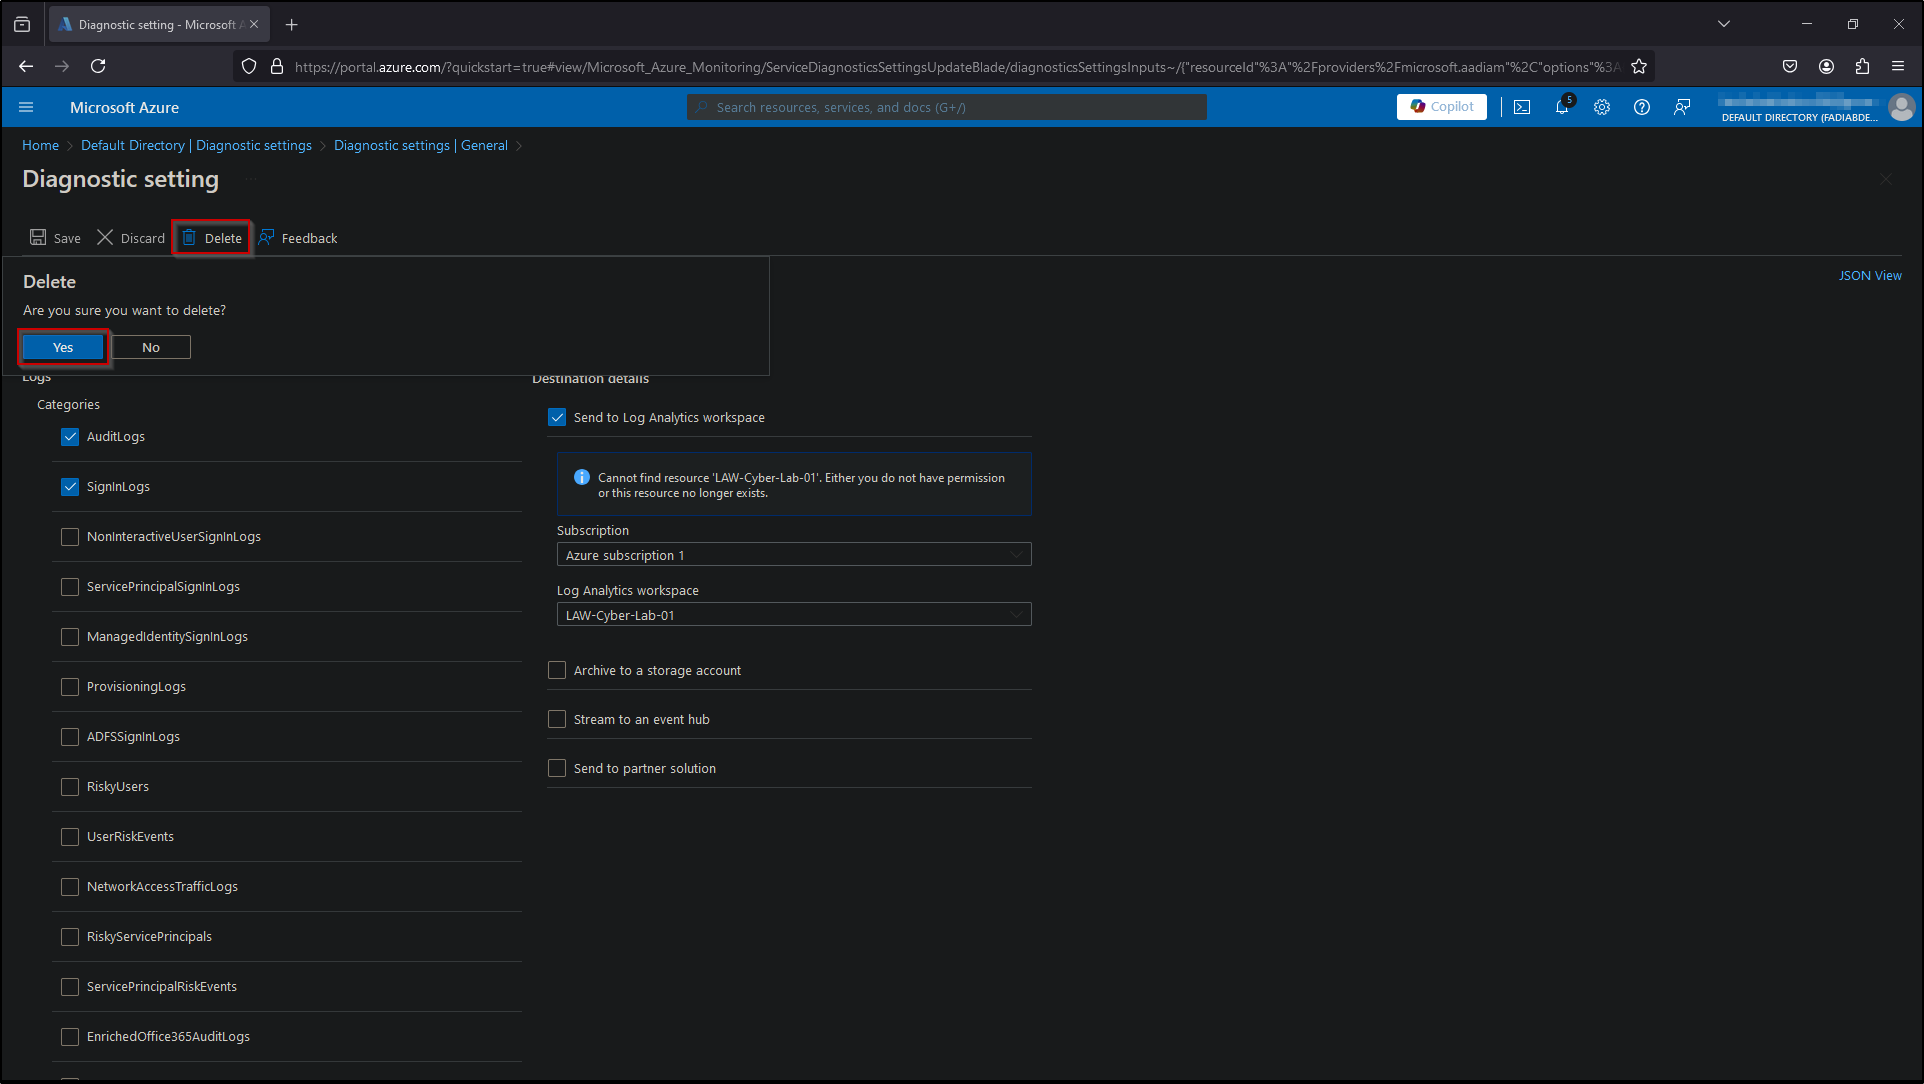 Diagnostic setting - Microsoft A
https://portal.azure.com/?quickstart=true#view/Microsoft_Azure_Monitoring/ServiceDiagnosticsSettingsUpdateBlade/diagnosticsSettingsInputs~/{"resourceId"%3A"%2Fproviders%2Fmicrosoft.aadiam"%2C"options"%3A
Microsoft Azure
Search resources, services, and docs (G+/)
Copilot
5
DEFAULT DIRECTORY (FADIABDE...
Home > Default Directory | Diagnostic settings > Diagnostic settings | General >
Diagnostic setting ...
Save
Discard
Delete
Feedback
Delete
Are you sure you want to delete?
Yes
No
JSON View
Logs
Categories
AuditLogs
SignInLogs
NonInteractiveUserSignInLogs
ServicePrincipalSignInLogs
ManagedIdentitySignInLogs
ProvisioningLogs
ADFSSignInLogs
RiskyUsers
UserRiskEvents
NetworkAccessTrafficLogs
RiskyServicePrincipals
ServicePrincipalRiskEvents
EnrichedOffice365AuditLogs
Destination details
Send to Log Analytics workspace
Cannot find resource 'LAW-Cyber-Lab-01'. Either you do not have permission
or this resource no longer exists.
Subscription
Azure subscription 1
Log Analytics workspace
LAW-Cyber-Lab-01
Archive to a storage account
Stream to an event hub
Send to partner solution